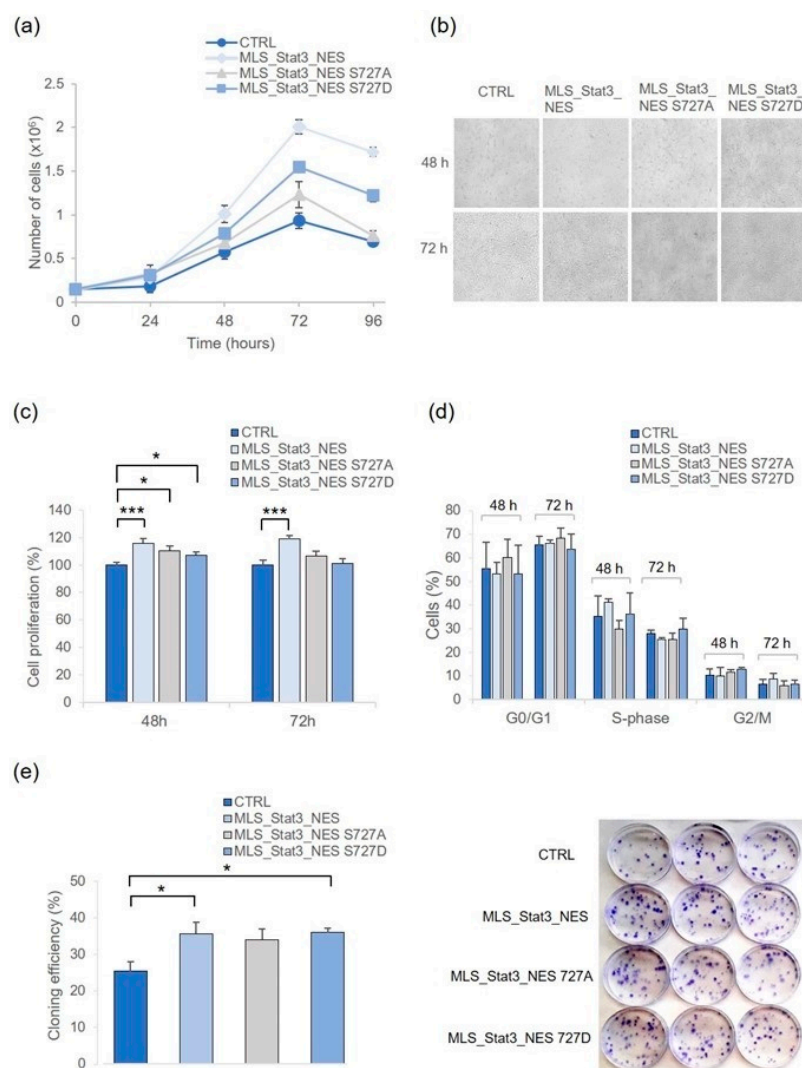 (a)
CTRL
MLS_Stat3_NES
MLS_Stat3_NES S727A
MLS_Stat3_NES S727D
Number of cells (x10⁶)
2.5
2
1.5
1
0.5
0
0 24 48 72 96
Time (hours)
(b)
CTRL MLS_Stat3_ MLS_Stat3_ MLS_Stat3_
NES NES S727A NES S727D
48 h
72 h
(c)
CTRL
MLS_Stat3_NES
MLS_Stat3_NES S727A
MLS_Stat3_NES S727D
*
*
*** ***
Cell proliferation (%)
140
120
100
80
60
40
20
0
48h 72h
(d)
CTRL
MLS_Stat3_NES
MLS_Stat3_NES S727A
MLS_Stat3_NES S727D
Cells (%)
80
70
60
50
40
30
20
10
0
48 h 72 h
48 h 72 h
48 h 72 h
G0/G1 S-phase G2/M
(e)
CTRL
MLS_Stat3_NES
MLS_Stat3_NES S727A
MLS_Stat3_NES S727D
*
*
Cloning efficiency (%)
50
40
30
20
10
0
CTRL
MLS_Stat3_NES
MLS_Stat3_NES 727A
MLS_Stat3_NES 727D